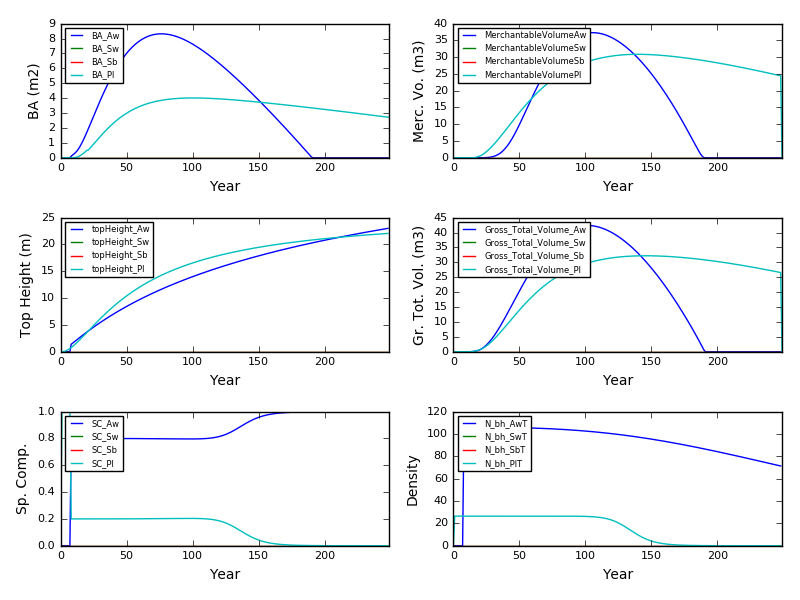 BA (m2)
9
8
7
6
5
4
3
2
1
0
BA_Aw
BA_Sw
BA_Sb
BA_Pl
0 50 100 150 200
Year
Merc. Vo. (m3)
40
35
30
25
20
15
10
5
0
MerchantableVolumeAw
MerchantableVolumeSw
MerchantableVolumeSb
MerchantableVolumePl
0 50 100 150 200
Year
Top Height (m)
25
20
15
10
5
0
topHeight_Aw
topHeight_Sw
topHeight_Sb
topHeight_Pl
0 50 100 150 200
Year
Gr. Tot. Vol. (m3)
45
40
35
30
25
20
15
10
5
0
Gross_Total_Volume_Aw
Gross_Total_Volume_Sw
Gross_Total_Volume_Sb
Gross_Total_Volume_Pl
0 50 100 150 200
Year
Sp. Comp.
1.0
0.8
0.6
0.4
0.2
0.0
SC_Aw
SC_Sw
SC_Sb
SC_Pl
0 50 100 150 200
Year
Density
120
100
80
60
40
20
0
N_bh_AwT
N_bh_SwT
N_bh_SbT
N_bh_PlT
0 50 100 150 200
Year